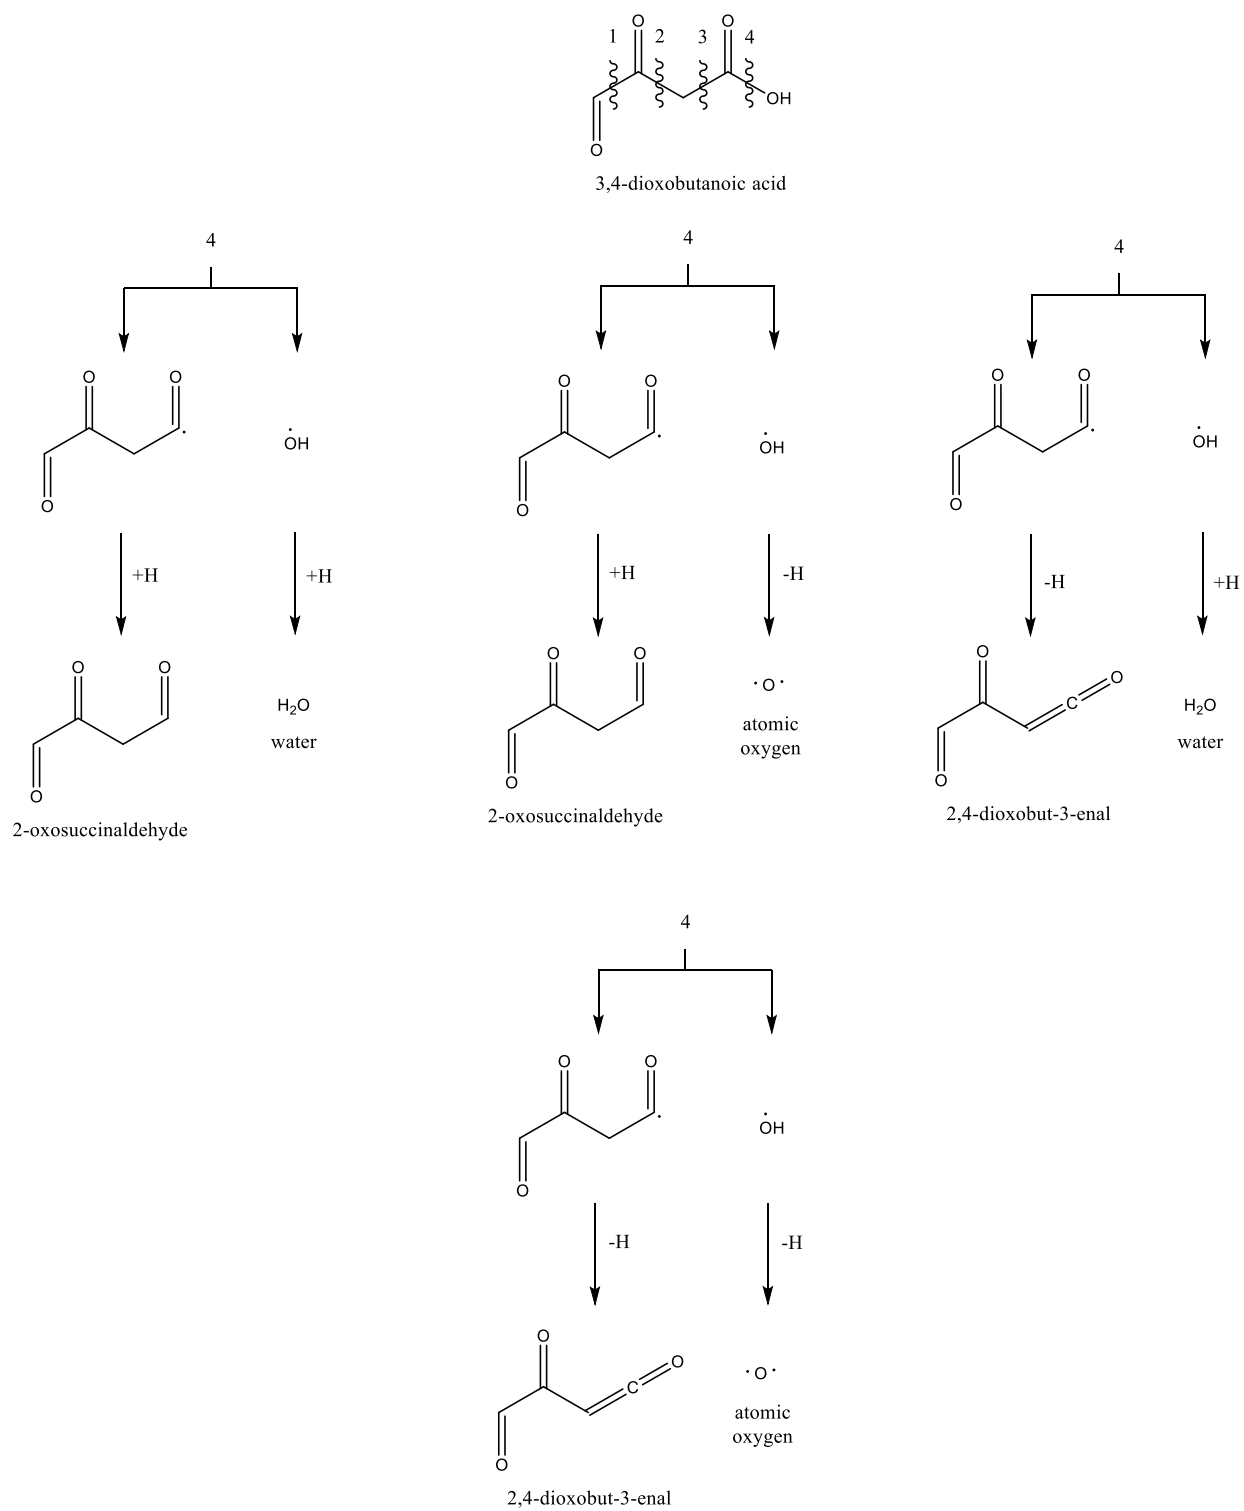 O O
1 2 3 4
OH
O
3,4-dioxobutanoic acid
4 4 4
O O O O O O
OH OH OH
O O O
+H +H +H -H -H +H
O O O O O O
C
H2O O H2O
water atomic oxygen water
O O O
2-oxosuccinaldehyde 2-oxosuccinaldehyde 2,4-dioxobut-3-enal
4
O O
OH
O
-H -H
O O
C O
atomic
oxygen
O
2,4-dioxobut-3-enal